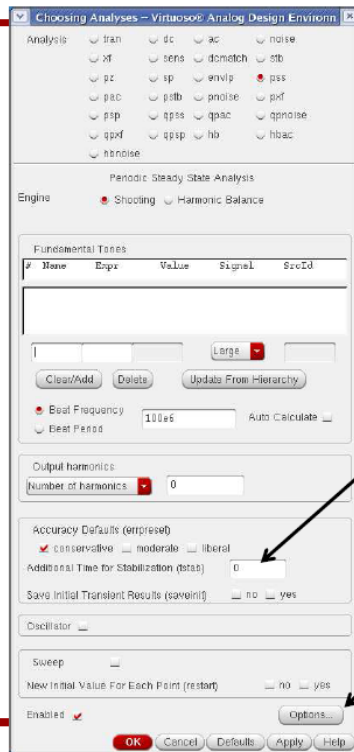 Choosing Analyses -- Virtuoso® Analog Design Environn
Analysis tran dc ac noise
xf sens dcmatch stb
pz sp envlp pss
pac pstb pnoise pxf
psp qpss qpac qpnoise
qpxf qpsp hb hbac
hbnoise
Periodic Steady State Analysis
Engine Shooting Harmonic Balance
Fundamental Tones
# Name Expr Value Signal SrcId
Large
Clear/Add Delete Update From Hierarchy
Beat Frequency 100e6 Auto Calculate
Beat Period
Output harmonics
Number of harmonics 0
Accuracy Defaults (errpreset)
conservative moderate liberal
Additional Time for Stabilization (tstab) 0
Save Initial Transient Results (saveinit) no yes
Oscillator
Sweep
New Initial Value For Each Point (restart) no yes
Enabled Options...
OK Cancel Defaults Apply Help